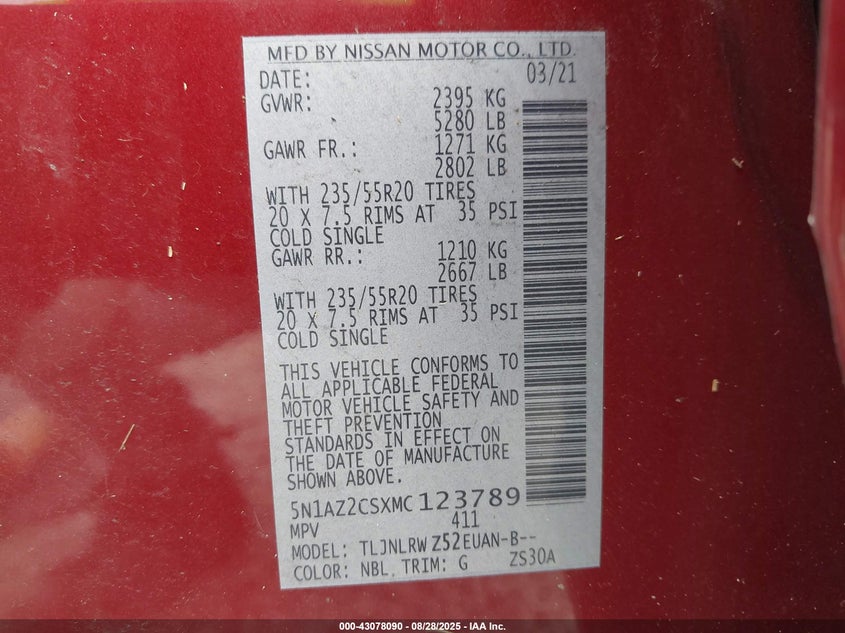 MFD BY NISSAN MOTOR CO., LTD.
DATE: 03/21
GVWR: 2395 KG
5280 LB
GAWR FR.: 1271 KG
2802 LB
WITH 235/55R20 TIRES
20 X 7.5 RIMS AT 35 PSI
COLD SINGLE
GAWR RR.: 1210 KG
2667 LB
WITH 235/55R20 TIRES
20 X 7.5 RIMS AT 35 PSI
COLD SINGLE
THIS VEHICLE CONFORMS TO
ALL APPLICABLE FEDERAL
MOTOR VEHICLE SAFETY AND
THEFT PREVENTION
STANDARDS IN EFFECT ON
THE DATE OF MANUFACTURE
SHOWN ABOVE.
5N1AZ2CSXMC123789
MPV 411
MODEL: TLJNLRW Z52EUAN-B--
COLOR: NBL, TRIM: G ZS30A
000-43078090 - 08/28/2025 - IAA Inc.